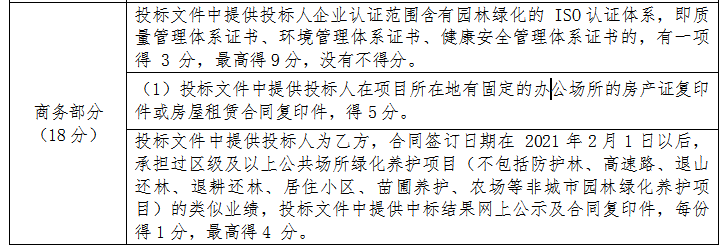 商务部分
（18分）
投标文件中提供投标人企业认证范围含有园林绿化的 ISO认证体系，即质
量管理体系证书、环境管理体系证书、健康安全管理体系证书的，有一项
得 3 分，最高得9分，没有不得分。
（1）投标文件中提供投标人在项目所在地有固定的办公场所的房产证复印
件或房屋租赁合同复印件，得5分。
投标文件中提供投标人为乙方，合同签订日期在 2021年2月1日以后，
承担过区级及以上公共场所绿化养护项目（不包括防护林、高速路、退山
还林、退耕还林、居住小区、苗圃养护、农场等非城市园林绿化养护项
目）的类似业绩，投标文件中提供中标结果网上公示及合同复印件，每份
得1分，最高得4 分。